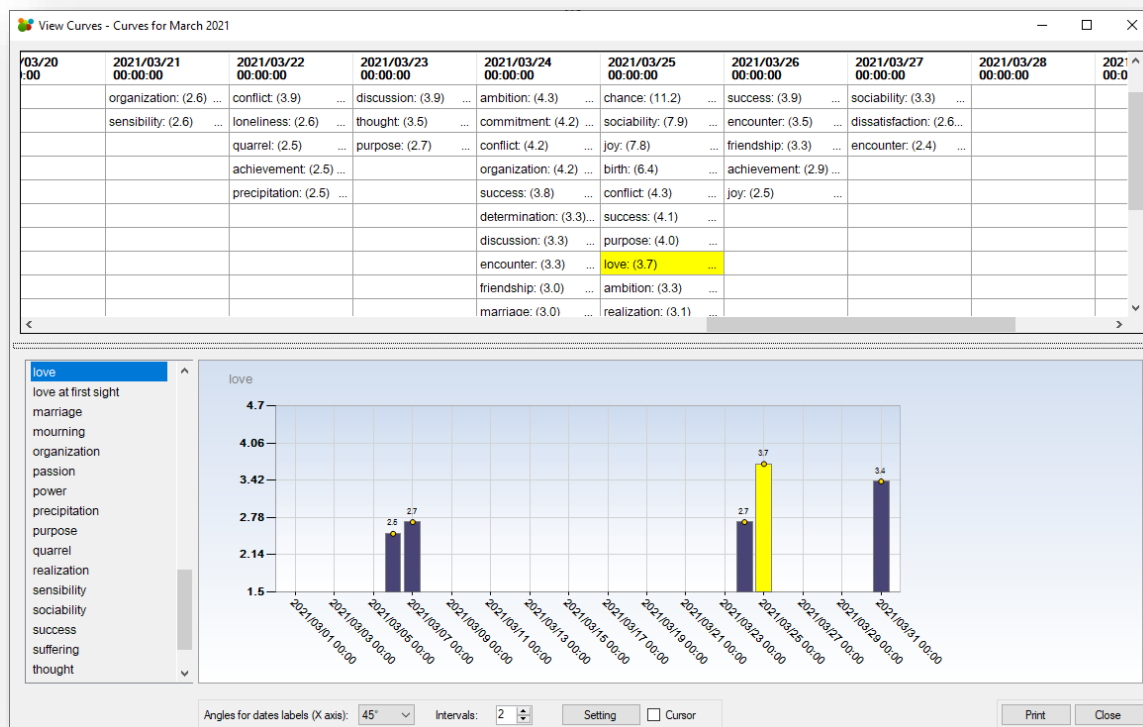 View Curves - Curves for March 2021
/03/20 2021/03/21 2021/03/22 2021/03/23 2021/03/24 2021/03/25 2021/03/26 2021/03/27 2021/03/28 2021
:00 00:00:00 00:00:00 00:00:00 00:00:00 00:00:00 00:00:00 00:00:00 00:00:00 00:0
organization: (2.6) ... conflict: (3.9) ... discussion: (3.9) ... ambition: (4.3) ... chance: (11.2) ... success: (3.9) ... sociability: (3.3) ...
sensibility: (2.6) ... loneliness: (2.6) ... thought: (3.5) ... commitment: (4.2) ... sociability: (7.9) ... encounter: (3.5) ... dissatisfaction: (2.6...
quarrel: (2.5) ... purpose: (2.7) ... conflict: (4.2) ... joy: (7.8) ... friendship: (3.3) ... encounter: (2.4) ...
achievement: (2.5) ... organization: (4.2) ... birth: (6.4) ... achievement: (2.9) ...
precipitation: (2.5) ... success: (3.8) ... conflict: (4.3) ... joy: (2.5) ...
determination: (3.3)... success: (4.1) ...
discussion: (3.3) ... purpose: (4.0) ...
encounter: (3.3) ... love: (3.7) ...
friendship: (3.0) ... ambition: (3.3) ...
marriage: (3.0) ... realization: (3.1) ...
love
love at first sight
marriage
mourning
organization
passion
power
precipitation
purpose
quarrel
realization
sensibility
sociability
success
suffering
thought
love
4.7
4.06
3.42
2.78
2.14
1.5
2.5
2.7
2.7
3.7
3.4
2021/03/01 00:00
2021/03/03 00:00
2021/03/05 00:00
2021/03/07 00:00
2021/03/09 00:00
2021/03/11 00:00
2021/03/13 00:00
2021/03/15 00:00
2021/03/17 00:00
2021/03/19 00:00
2021/03/21 00:00
2021/03/23 00:00
2021/03/25 00:00
2021/03/27 00:00
2021/03/29 00:00
2021/03/31 00:00
Angles for dates labels (X axis): 45° Intervals: 2 Setting Cursor Print Close